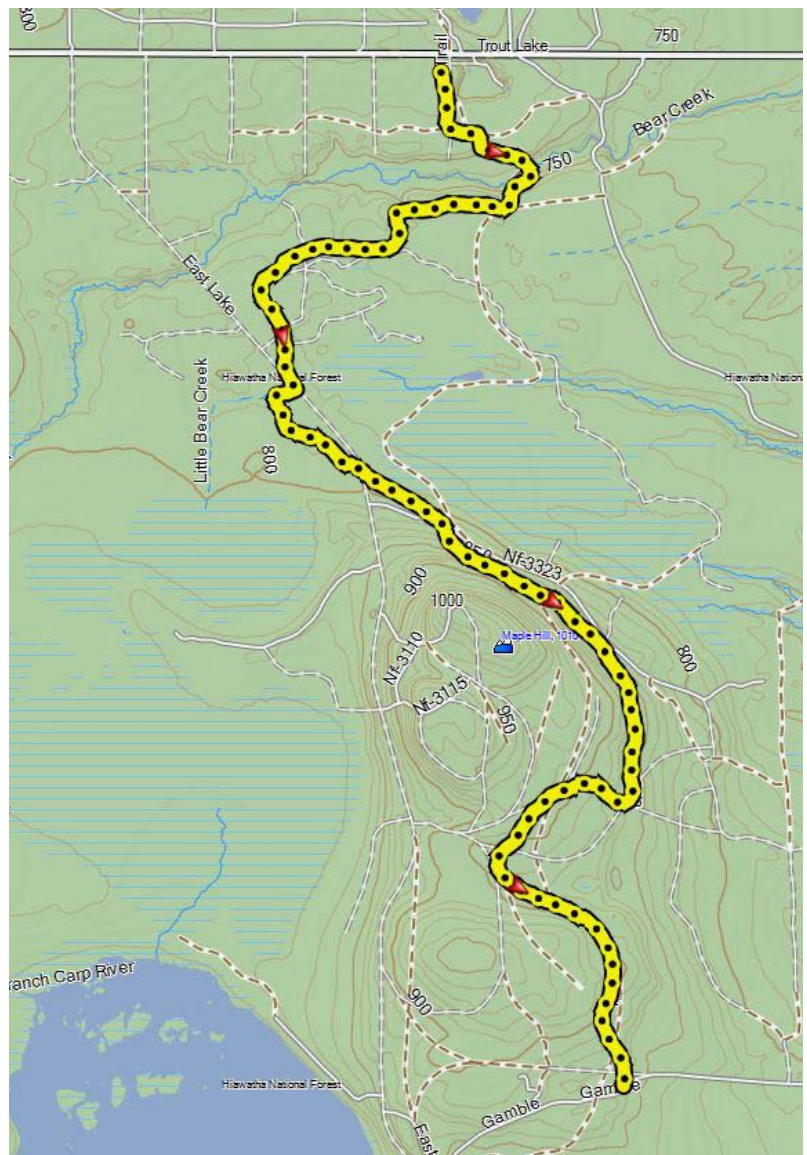 800
Trail
Trout Lake
750
Bear Creek
750
East Lake
Hiawatha National Forest
Hiawatha Nation
Little Bear Creek
800
Nf-3323
900
1000
Maple Hill, 1010
Nf-3110
800
Nf-3115
950
ranch Carp River
900
Hiawatha National Forest
Gamble
Gamble
East